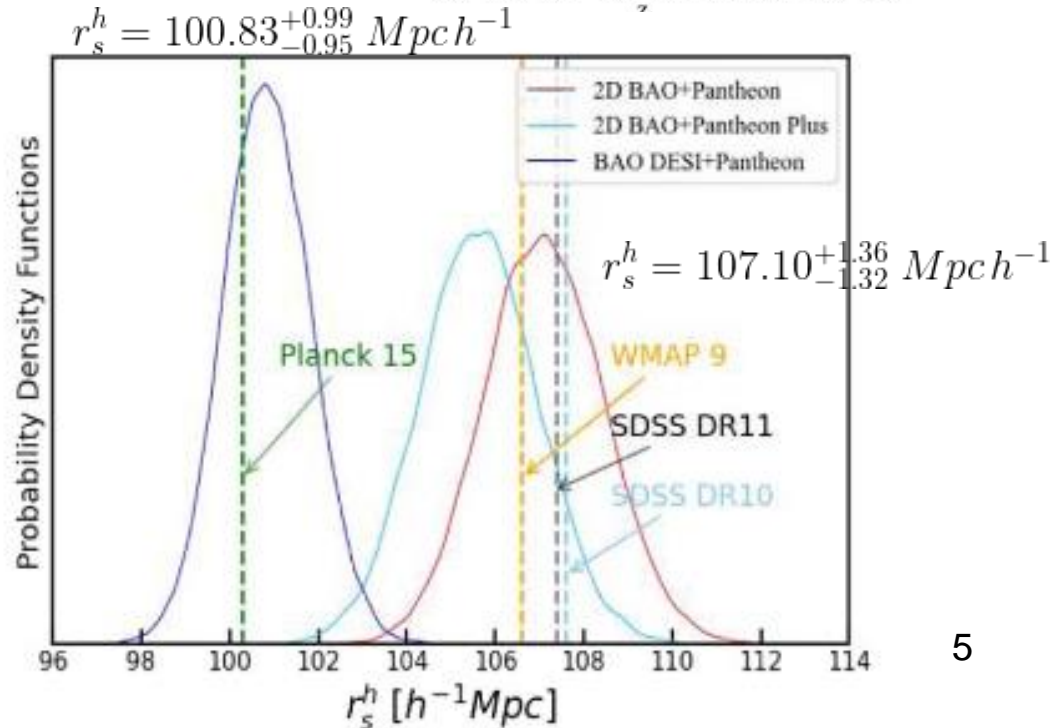 r_s^h = 100.83^{+0.99}_{-0.95} Mpch^{-1}
2D BAO+Pantheon
2D BAO+Pantheon Plus
BAO DESI+Pantheon
r_s^h = 107.10^{+1.36}_{-1.32} Mpch^{-1}
Probability Density Functions
Planck 15
WMAP 9
SDSS DR11
SDSS DR10
96 98 100 102 104 106 108 110 112 114
r_s^h [h^{-1}Mpc]
5